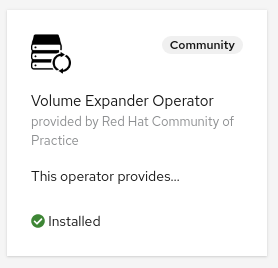 Community
Volume Expander Operator
provided by Red Hat Community of
Practice
This operator provides...
Installed